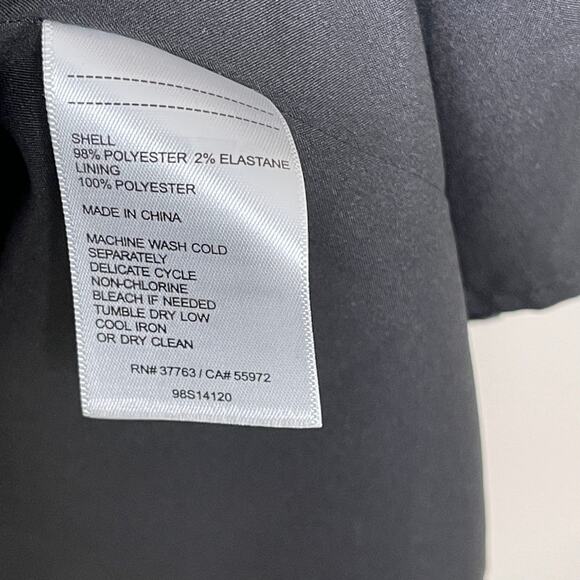 SHELL
98% POLYESTER 2% ELASTANE
LINING
100% POLYESTER
MADE IN CHINA
MACHINE WASH COLD
SEPARATELY
DELICATE CYCLE
NON-CHLORINE
BLEACH IF NEEDED
TUMBLE DRY LOW
COOL IRON
OR DRY CLEAN
RN# 37763 / CA# 55972
98S14120